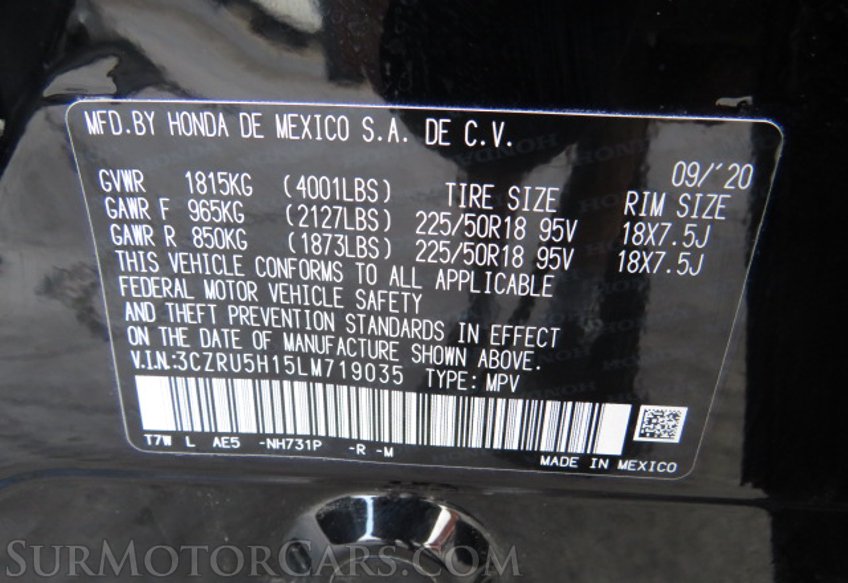 MFD.BY HONDA DE MEXICO S.A. DE C.V.
09/'20
GVWR 1815KG (4001LBS) TIRE SIZE RIM SIZE
GAWR F 965KG (2127LBS) 225/50R18 95V 18X7.5J
GAWR R 850KG (1873LBS) 225/50R18 95V 18X7.5J
THIS VEHICLE CONFORMS TO ALL APPLICABLE
FEDERAL MOTOR VEHICLE SAFETY
AND THEFT PREVENTION STANDARDS IN EFFECT
ON THE DATE OF MANUFACTURE SHOWN ABOVE.
V.I.N:3CZRU5H15LM719035 TYPE: MPV
T7W L AE5 -NH731P -R -M
MADE IN MEXICO
SurMotorCars.com